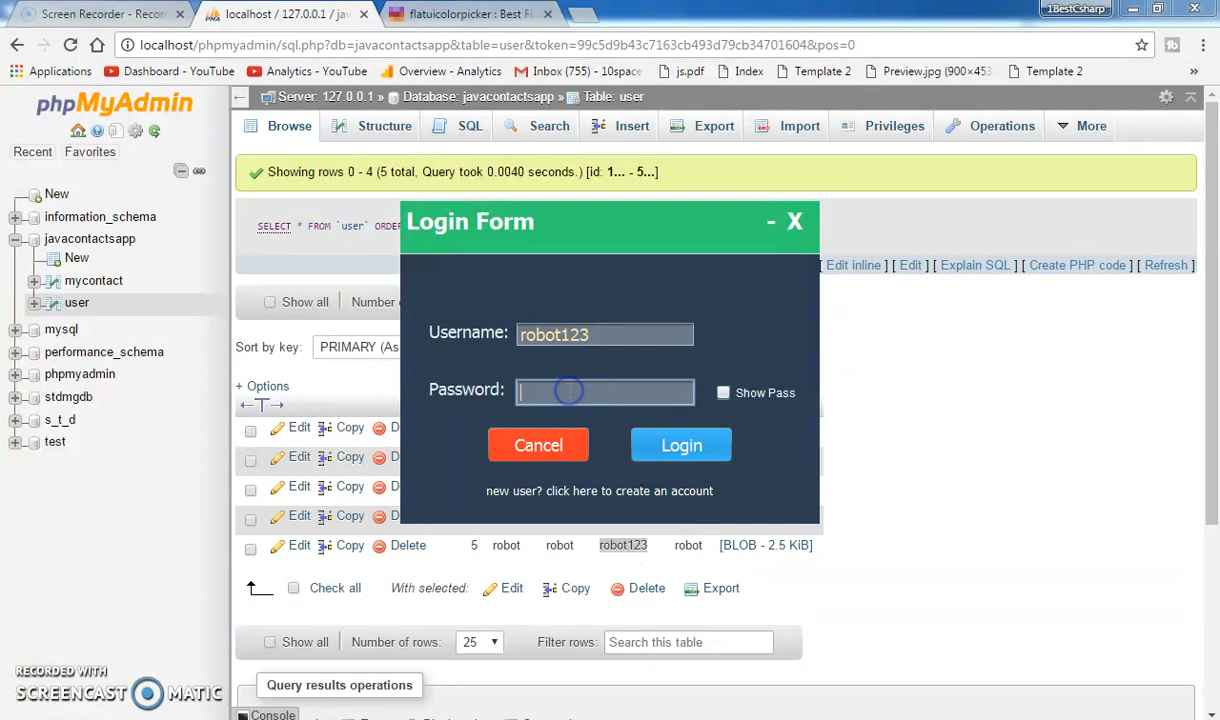 Screen Recorder - Recor
localhost / 127.0.0.1 / jav
flatuicolorpicker : Best Fl
1BestCsharp
localhost/phpmyadmin/sql.php?db=javacontactsapp&table=user&token=99c5d9b43c7163cb493d79cb34701604&pos=0
Applications Dashboard - YouTube Analytics - YouTube Overview - Analytics Inbox (755) - 10space js.pdf Index Template 2 Preview.jpg (900×453 Template 2 »
phpMyAdmin
Recent Favorites
New
information_schema
javacontactsapp
New
mycontact
user
mysql
performance_schema
phpmyadmin
stdmgdb
s_t_d
test
Server: 127.0.0.1 » Database: javacontactsapp » Table: user
Browse Structure SQL Search Insert Export Import Privileges Operations More
Showing rows 0 - 4 (5 total, Query took 0.0040 seconds.) [id: 1... - 5...]
SELECT * FROM `user` ORDE
[ Edit inline ] [ Edit ] [ Explain SQL ] [ Create PHP code ] [ Refresh ]
Show all Number o
Sort by key: PRIMARY (As
+ Options
Login Form - X
Username: robot123
Password: Show Pass
Cancel Login
new user? click here to create an account
Edit Copy D
Edit Copy D
Edit Copy D
Edit Copy D
Edit Copy Delete 5 robot robot robot123 robot [BLOB - 2.5 KiB]
Check all With selected: Edit Copy Delete Export
Show all Number of rows: 25 Filter rows: Search this table
Query results operations
Console
RECORDED WITH
SCREENCAST MATIC